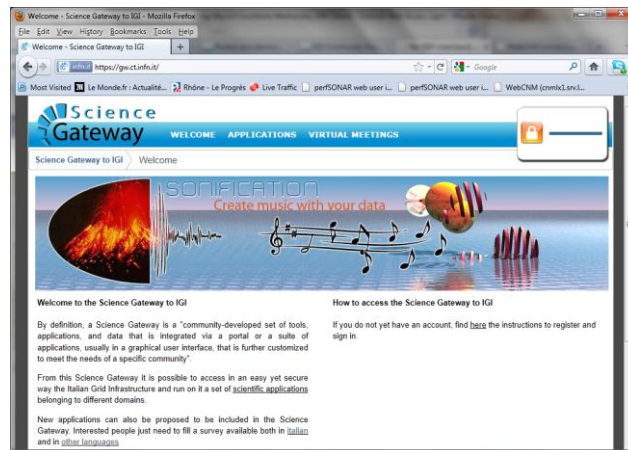 Welcome - Science Gateway to IGI - Mozilla Firefox
File Edit View History Bookmarks Tools Help
Welcome - Science Gateway to IGI +
infn.it https://gw.ct.infn.it/
Google
Most Visited Le Monde.fr : Actualité... Rhône - Le Progrès Live Traffic perfSONAR web user i... perfSONAR web user i... WebCNM (cnmlx1.srv.l...
Science
Gateway WELCOME APPLICATIONS VIRTUAL MEETINGS
Science Gateway to IGI Welcome
SONIFICATION
Create music with your data
Welcome to the Science Gateway to IGI
By definition, a Science Gateway is a "community-developed set of tools,
applications, and data that is integrated via a portal or a suite of
applications, usually in a graphical user interface, that is further customized
to meet the needs of a specific community".
From this Science Gateway it is possible to access in an easy yet secure
way the Italian Grid Infrastructure and run on it a set of scientific applications
belonging to different domains.
New applications can also be proposed to be included in the Science
Gateway. Interested people just need to fill a survey available both in italian
and in other languages
How to access the Science Gateway to IGI
If you do not yet have an account, find here the instructions to register and
sign in.